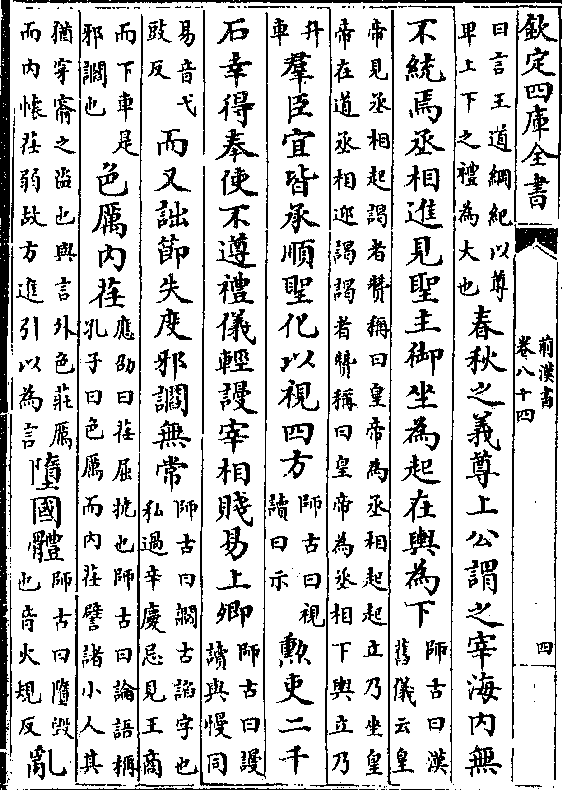 欽定四庫全書
前漢書
卷八十四
四
曰言王道綱紀以尊
卑上下之禮為大也
春秋之義尊上公謂之宰海内無
不統焉丞相進見聖主御坐為起在輿為下
師古曰漢
舊儀云皇
帝見丞相起謁者贊稱曰皇帝為丞相起起立乃坐皇
帝在道丞相迎謁謁者贊稱曰皇帝為丞相下輿立乃
升
車
羣臣宜皆承順聖化以視四方
師古曰視
讀曰示
勲吏二千
石幸得奉使不遵禮儀輕謾宰相賤易上卿
師古曰謾
讀與慢同
易音弋
豉反
而又詘節失度邪讇無常
師古曰讇古諂字也
私過辛慶忌見王商
而下車是
邪讇也
色厲内荏
應劭曰荏屈撓也師古曰論語稱
孔子曰色厲而内荏譬諸小人其
猶穿窬之盜也與言外色莊厲
而内懷荏弱故方進引以為言
墮國體
師古曰墮毁
也音火規反
亂